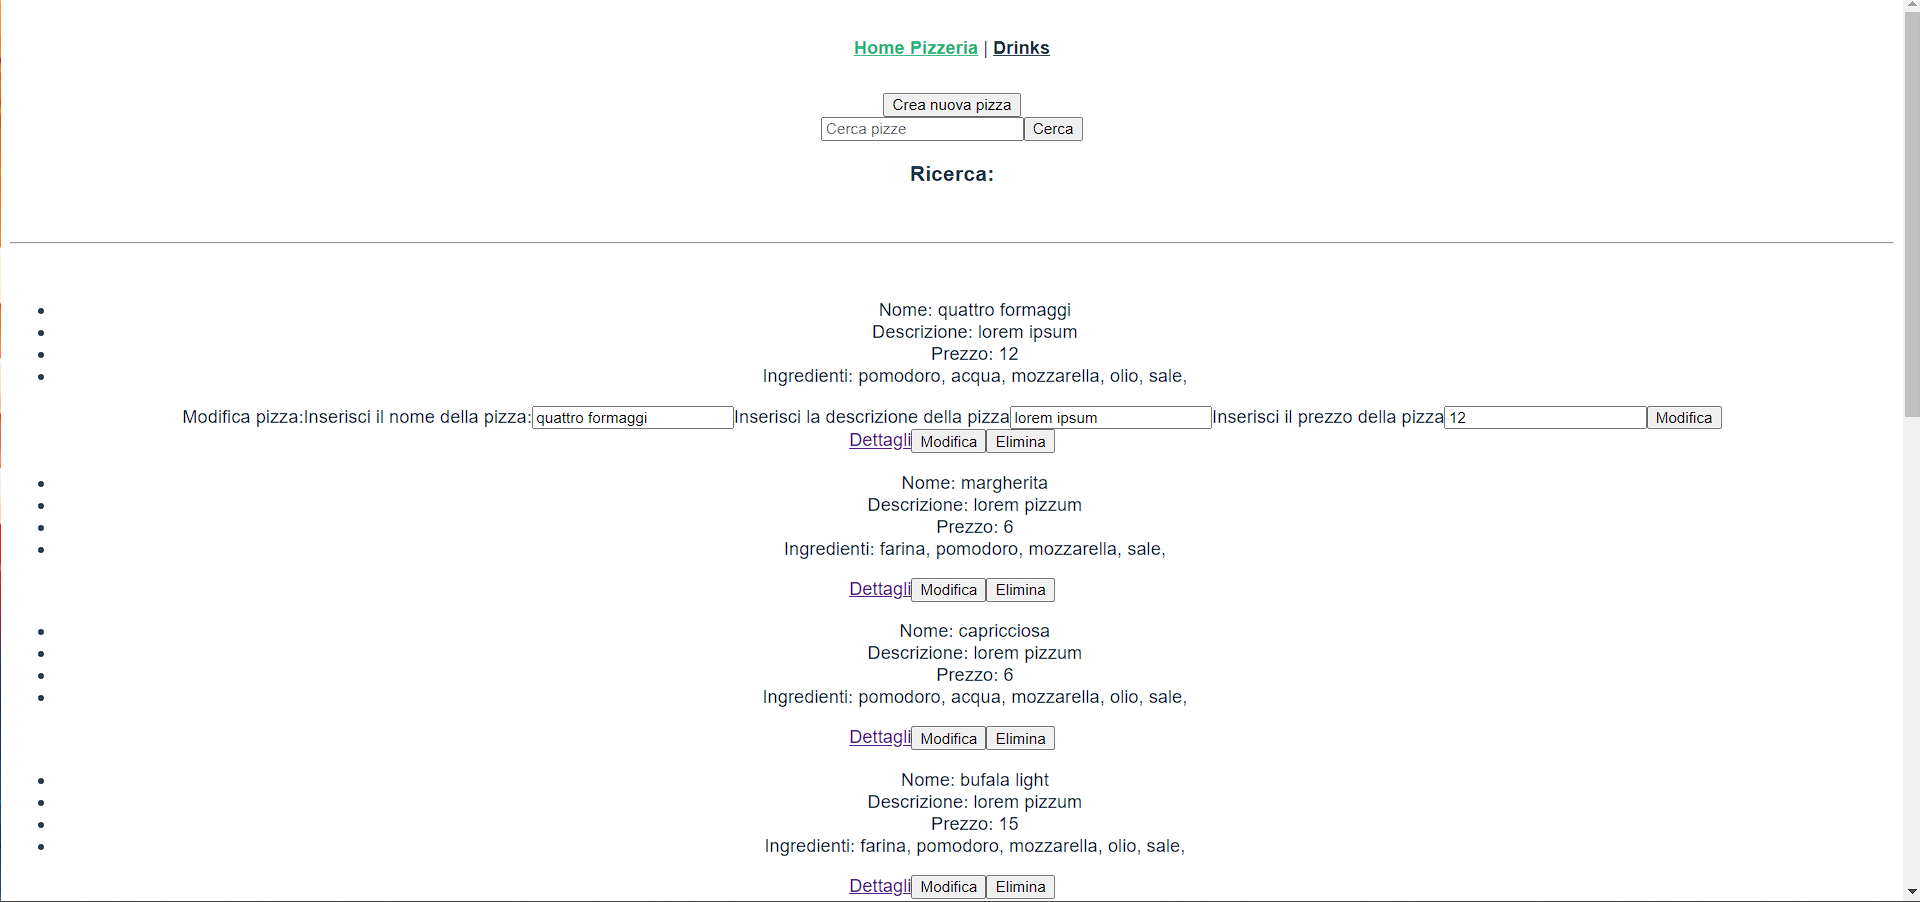 Home Pizzeria | Drinks
Crea nuova pizza
Cerca pizze Cerca
Ricerca:
Nome: quattro formaggi
Descrizione: lorem ipsum
Prezzo: 12
Ingredienti: pomodoro, acqua, mozzarella, olio, sale,
Modifica pizza:Inserisci il nome della pizza: quattro formaggi Inserisci la descrizione della pizza lorem ipsum Inserisci il prezzo della pizza 12 Modifica
Dettagli Modifica Elimina
Nome: margherita
Descrizione: lorem pizzum
Prezzo: 6
Ingredienti: farina, pomodoro, mozzarella, sale,
Dettagli Modifica Elimina
Nome: capricciosa
Descrizione: lorem pizzum
Prezzo: 6
Ingredienti: pomodoro, acqua, mozzarella, olio, sale,
Dettagli Modifica Elimina
Nome: bufala light
Descrizione: lorem pizzum
Prezzo: 15
Ingredienti: farina, pomodoro, mozzarella, olio, sale,
Dettagli Modifica Elimina